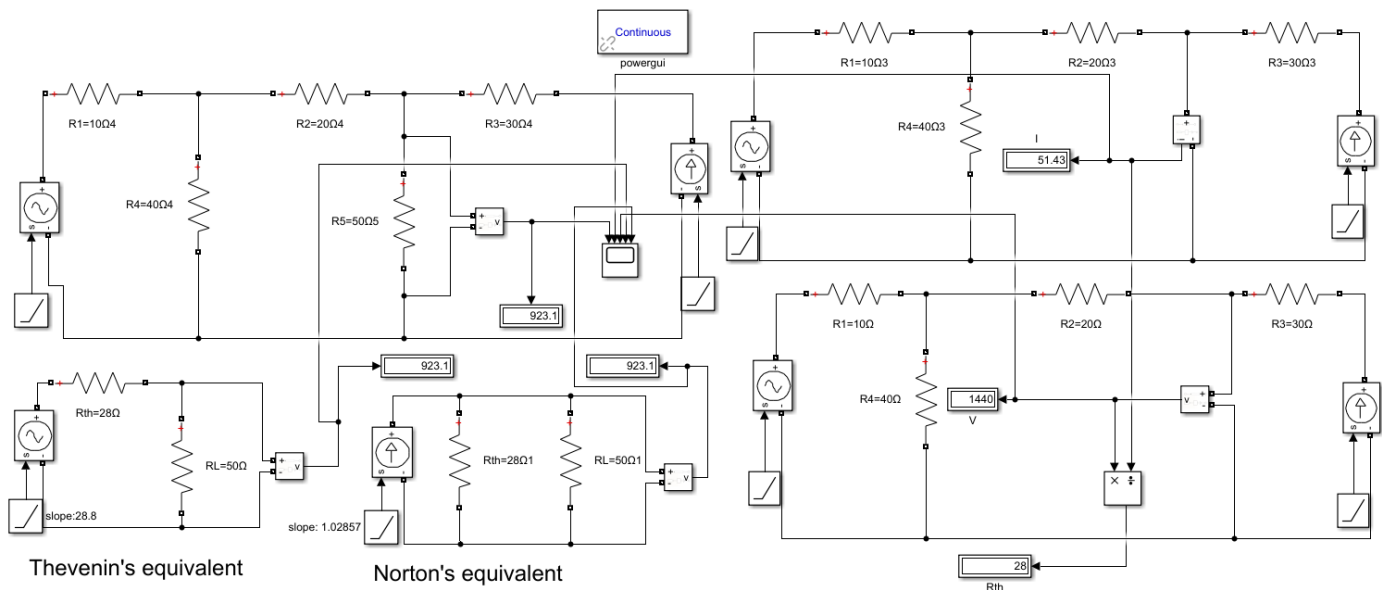 Continuous
powergui
R1=10Ω4
R2=20Ω4
R3=30Ω4
R4=40Ω4
R5=50Ω5
+
-
s
+
-
s
+
-
v
923.1
R1=10Ω3
R2=20Ω3
R3=30Ω3
R4=40Ω3
I
51.43
+
-
s
+
i
-
+
-
s
R1=10Ω
R2=20Ω
R3=30Ω
R4=40Ω
1440
V
+
-
s
v
+
-
+
-
s
× ÷
28
Rth
923.1
Rth=28Ω
RL=50Ω
+
-
s
+
-
v
slope:28.8
Thevenin's equivalent
923.1
Rth=28Ω1
RL=50Ω1
+
-
s
+
-
v
slope: 1.02857
Norton's equivalent